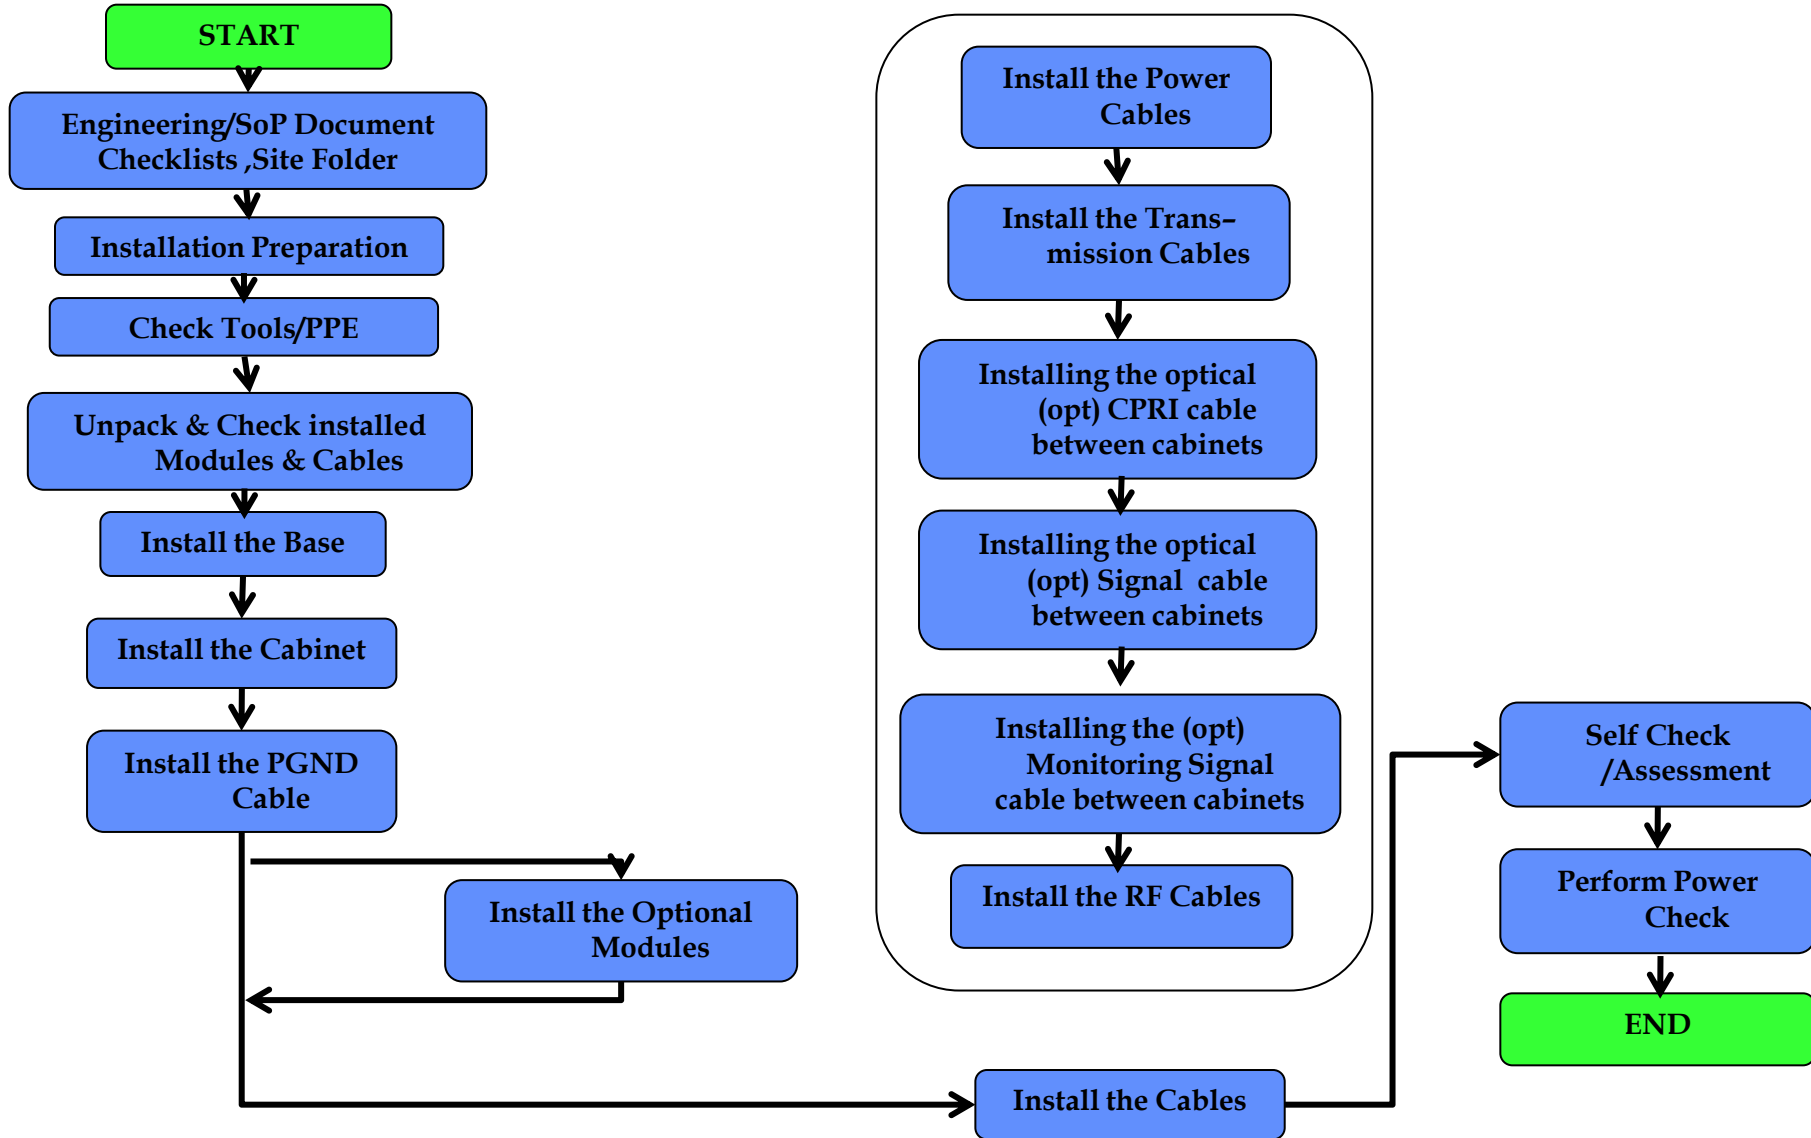 START
Engineering/SoP Document
Checklists ,Site Folder
Installation Preparation
Check Tools/PPE
Unpack & Check installed
Modules & Cables
Install the Base
Install the Cabinet
Install the PGND
Cable
Install the Optional
Modules
Install the Power
Cables
Install the Trans–
mission Cables
Installing the optical
(opt) CPRI cable
between cabinets
Installing the optical
(opt) Signal cable
between cabinets
Installing the (opt)
Monitoring Signal
cable between cabinets
Install the RF Cables
Install the Cables
Self Check
/Assessment
Perform Power
Check
END